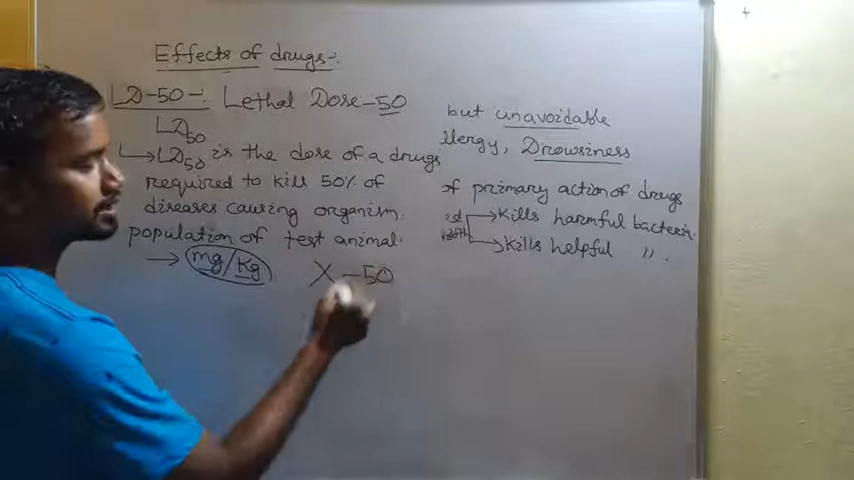 Effects of drugs-:
LD-50-: Lethal Dose-50
LD50
→LD50 is the dose of a drugs
required to kill 50% of
diseases causing organism
population of test animal.
→ mg/kg X -50
but unavoidable
llergy, Drowsiness
of primary action of drugs
→Kills harmful bacteria.
→Kills helpful 〃 .